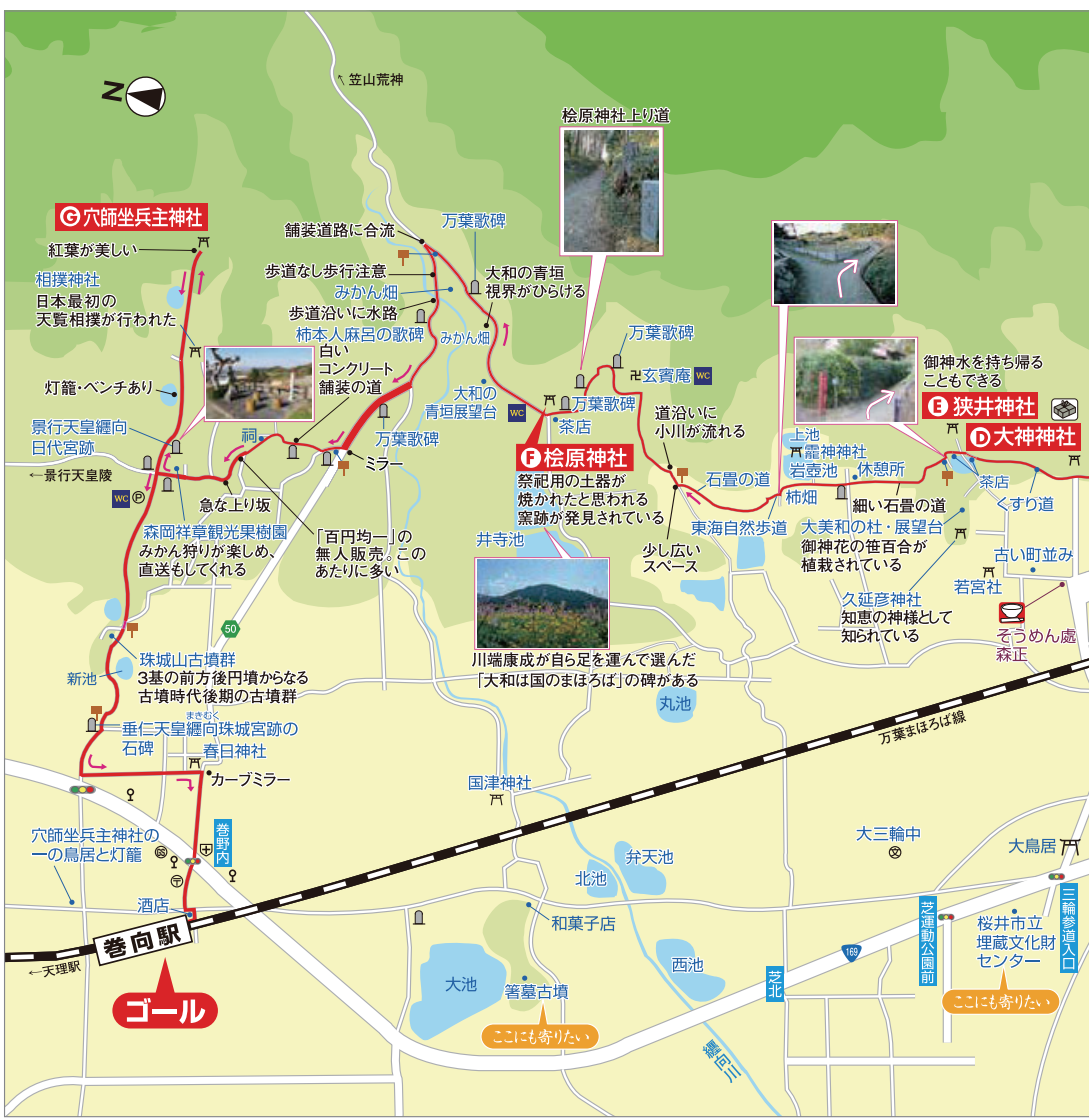 笠山荒神
N
桧原神社上り道
G 穴師坐兵主神社
紅葉が美しい
相撲神社
日本最初の
天覧相撲が行われた
舗装道路に合流
万葉歌碑
歩道なし歩行注意
みかん畑
大和の青垣
視界がひらける
歩道沿いに水路
柿本人麻呂の歌碑
みかん畑
白い
コンクリート
舗装の道
灯籠・ベンチあり
大和の
青垣展望台
WC
万葉歌碑
玄賓庵
WC
万葉歌碑
茶店
道沿いに
小川が流れる
御神水を持ち帰る
こともできる
E 狭井神社
D 大神神社
景行天皇纒向
日代宮跡
←景行天皇陵
祠
万葉歌碑
ミラー
急な上り坂
WC
P
F 桧原神社
祭祀用の土器が
焼かれたと思われる
窯跡が発見されている
上池
龍神神社
岩壺池
休憩所
石畳の道
柿畑
細い石畳の道
茶店
くすり道
東海自然歩道
大美和の杜・展望台
御神花の笹百合が
植栽されている
森岡祥章観光果樹園
みかん狩りが楽しめ、
直送もしてくれる
「百円均一」の
無人販売。この
あたりに多い
井寺池
少し広い
スペース
古い町並み
若宮社
久延彦神社
知恵の神様として
知られている
そうめん處
森正
50
珠城山古墳群
3基の前方後円墳からなる
古墳時代後期の古墳群
新池
川端康成が自ら足を運んで選んだ
「大和は国のまほろば」の碑がある
丸池
まきむく
垂仁天皇纒向珠城宮跡の
石碑
春日神社
カーブミラー
万葉まほろば線
国津神社
巻野内
穴師坐兵主神社の
一の鳥居と灯籠
大三輪中
大鳥居
弁天池
北池
酒店
和菓子店
巻向駅
←天理駅
ゴール
大池
箸墓古墳
ここにも寄りたい
西池
芝北
169
芝運動公園前
三輪参道入口
桜井市立
埋蔵文化財
センター
ここにも寄りたい
纒向川